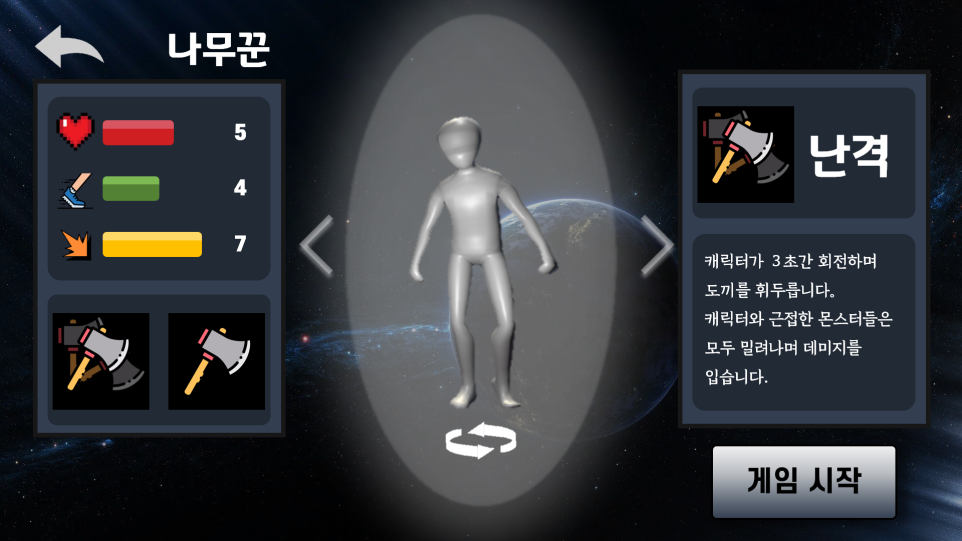 나무꾼
5
4
7
난격
캐릭터가 3초간 회전하며
도끼를 휘두릅니다.
캐릭터와 근접한 몬스터들은
모두 밀려나며 데미지를
입습니다.
게임 시작